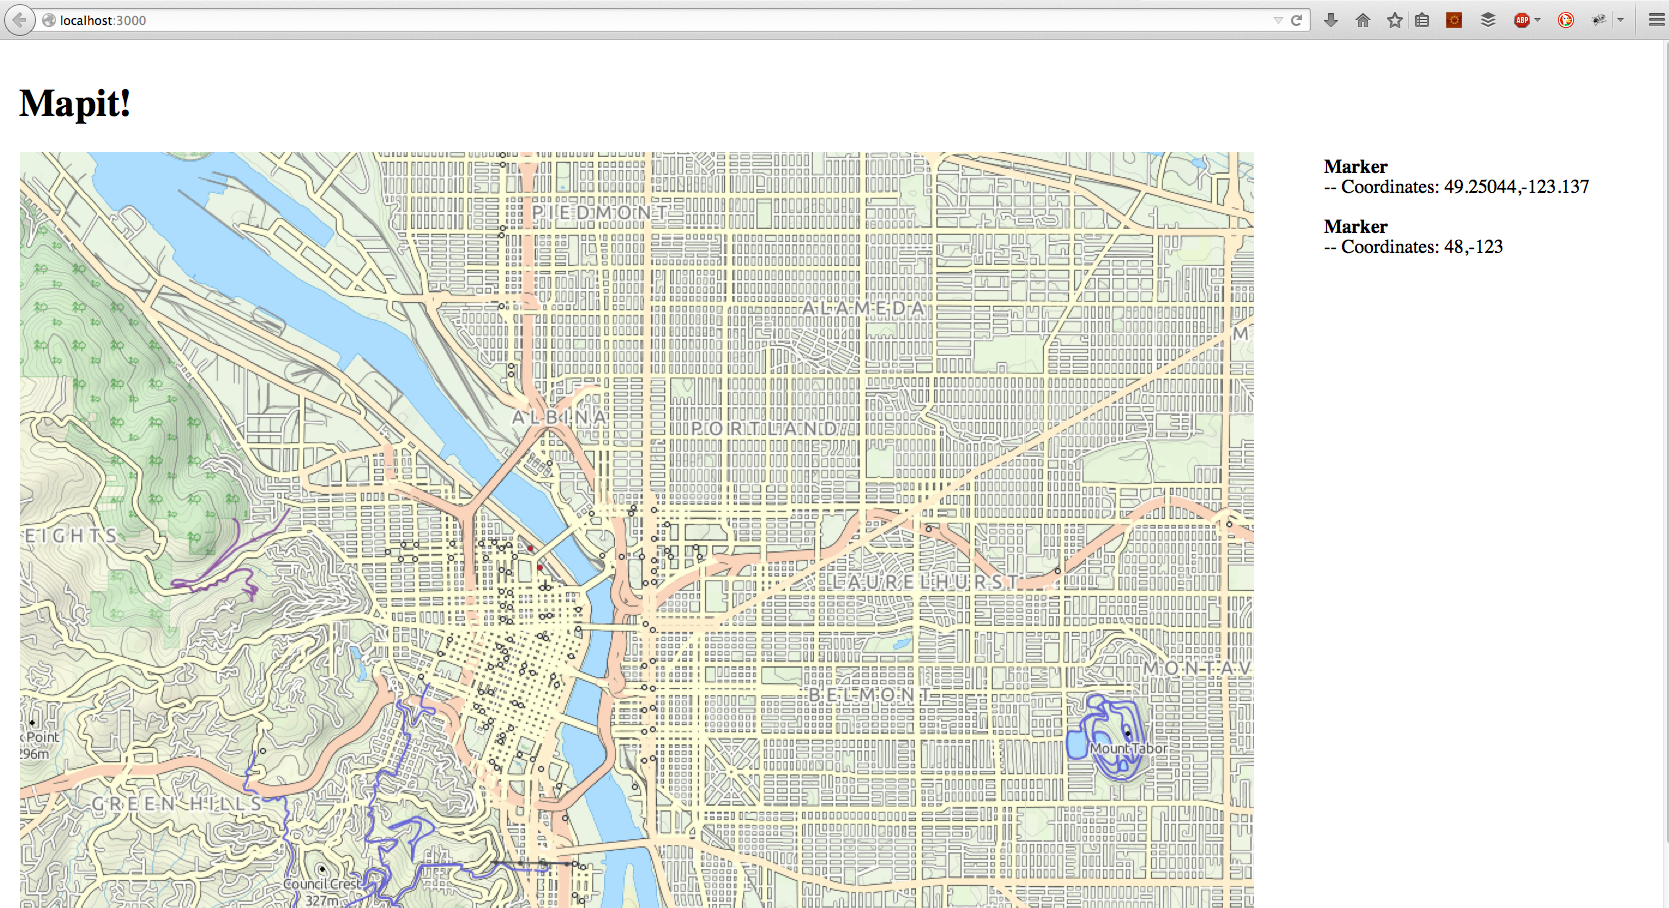 localhost:3000
ABP
Mapit!
PIEDMONT
ALAMEDA
M
ALBINA
PORTLAND
EIGHTS
LAURELHURST
MONTAV
BELMONT
k Point
296m
Mount Tabor
GREEN HILLS
Council Crest
327m
Marker
-- Coordinates: 49.25044,-123.137
Marker
-- Coordinates: 48,-123